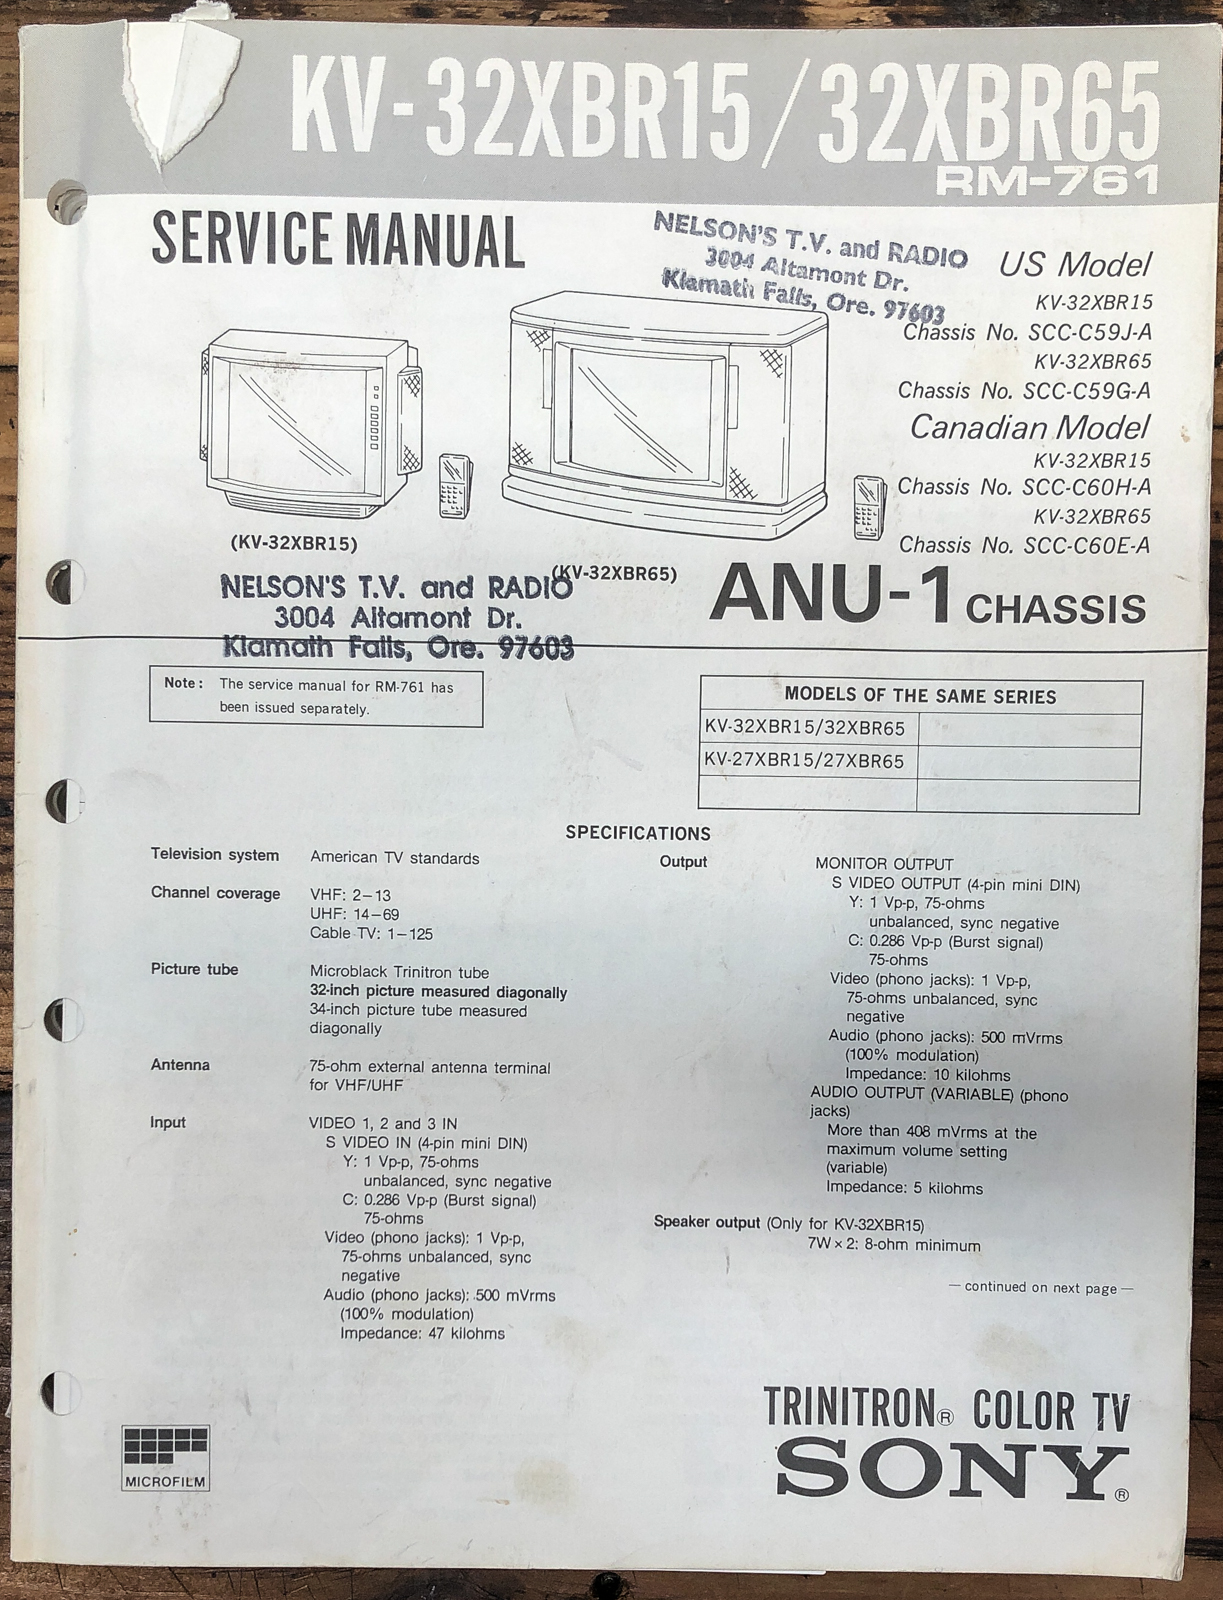 KV-32XBR15/32XBR65
RM-761
SERVICE MANUAL
NELSON'S T.V. and RADIO
3004 Altamont Dr.
Klamath Falls, Ore. 97603
US Model
KV-32XBR15
Chassis No. SCC-C59J-A
KV-32XBR65
Chassis No. SCC-C59G-A
Canadian Model
KV-32XBR15
Chassis No. SCC-C60H-A
KV-32XBR65
Chassis No. SCC-C60E-A
(KV-32XBR15)
(KV-32XBR65)
NELSON'S T.V. and RADIO
3004 Altamont Dr.
Klamath Falls, Ore. 97603
ANU-1 CHASSIS
Note: The service manual for RM-761 has
been issued separately.
MODELS OF THE SAME SERIES
KV-32XBR15/32XBR65
KV-27XBR15/27XBR65
SPECIFICATIONS
Television system American TV standards
Channel coverage VHF: 2–13
UHF: 14–69
Cable TV: 1–125
Picture tube Microblack Trinitron tube
32-inch picture measured diagonally
34-inch picture tube measured
diagonally
Antenna 75-ohm external antenna terminal
for VHF/UHF
Input VIDEO 1, 2 and 3 IN
S VIDEO IN (4-pin mini DIN)
Y: 1 Vp-p, 75-ohms
unbalanced, sync negative
C: 0.286 Vp-p (Burst signal)
75-ohms
Video (phono jacks): 1 Vp-p,
75-ohms unbalanced, sync
negative
Audio (phono jacks): 500 mVrms
(100% modulation)
Impedance: 47 kilohms
Output MONITOR OUTPUT
S VIDEO OUTPUT (4-pin mini DIN)
Y: 1 Vp-p, 75-ohms
unbalanced, sync negative
C: 0.286 Vp-p (Burst signal)
75-ohms
Video (phono jacks): 1 Vp-p,
75-ohms unbalanced, sync
negative
Audio (phono jacks): 500 mVrms
(100% modulation)
Impedance: 10 kilohms
AUDIO OUTPUT (VARIABLE) (phono
jacks)
More than 408 mVrms at the
maximum volume setting
(variable)
Impedance: 5 kilohms
Speaker output (Only for KV-32XBR15)
7W × 2: 8-ohm minimum
— continued on next page —
MICROFILM
TRINITRON® COLOR TV
SONY®